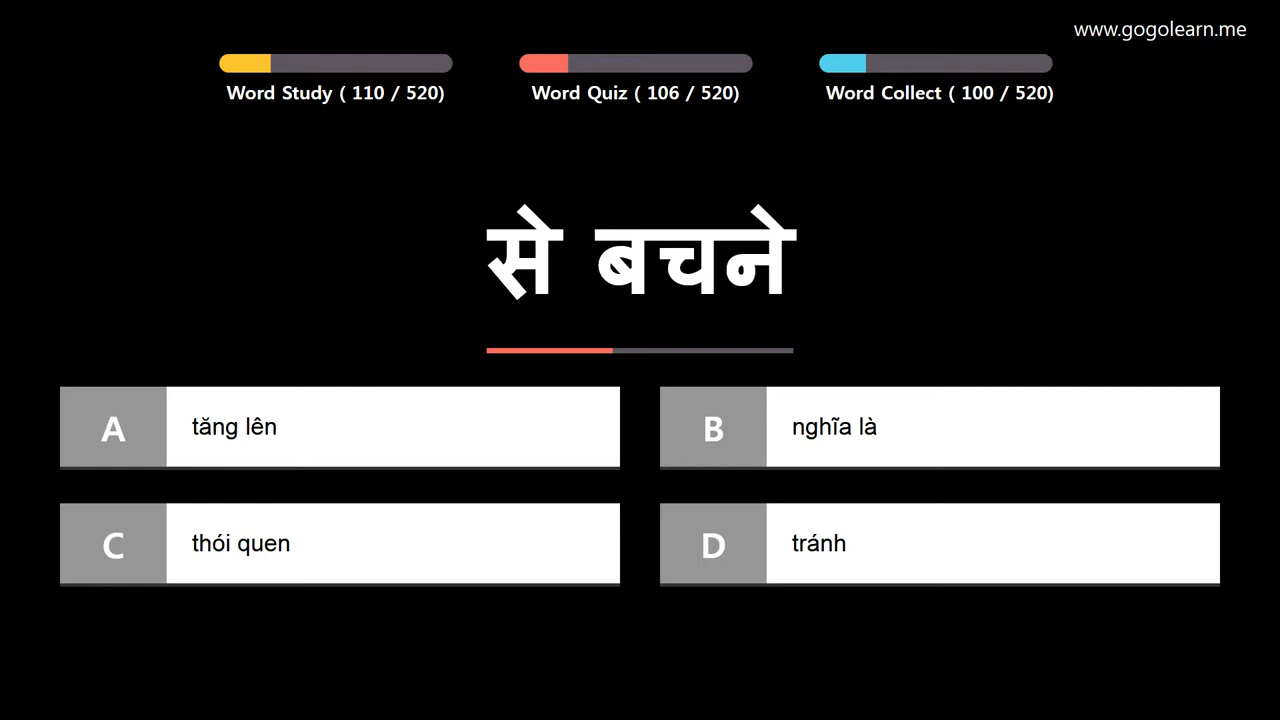 www.gogolearn.me
Word Study ( 110 / 520)
Word Quiz ( 106 / 520)
Word Collect ( 100 / 520)
से बचने
A
tăng lên
B
nghĩa là
C
thói quen
D
tránh